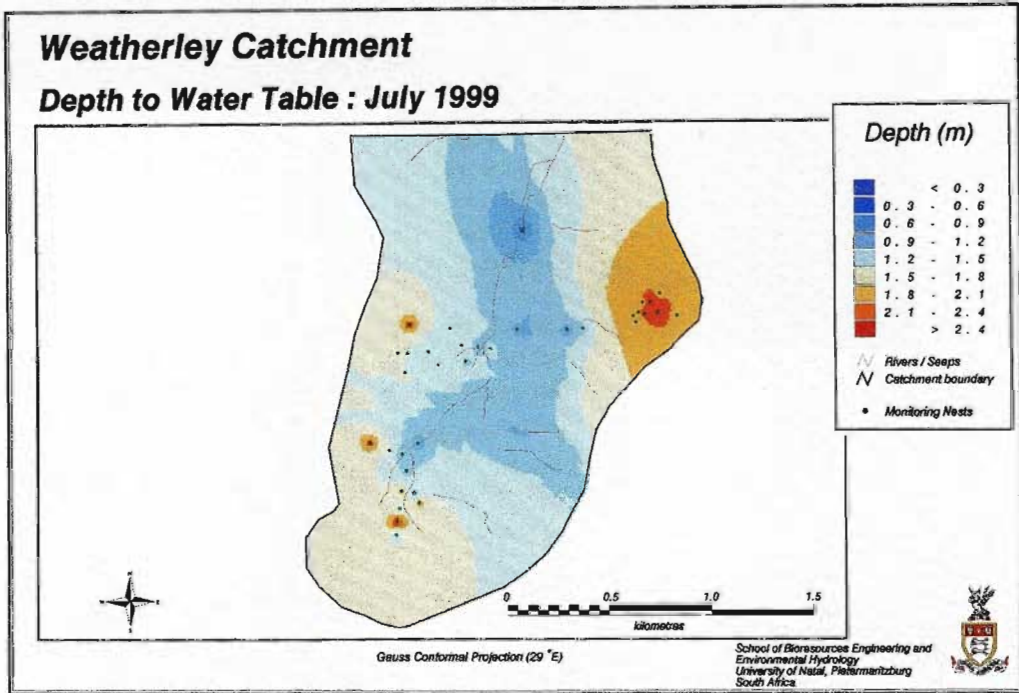 Weatherley Catchment
Depth to Water Table : July 1999
Depth (m)
< 0.3
0.3 - 0.6
0.6 - 0.9
0.9 - 1.2
1.2 - 1.5
1.5 - 1.8
1.8 - 2.1
2.1 - 2.4
> 2.4
Rivers / Seeps
Catchment boundary
Monitoring Nests
0 0.5 1.0 1.5
kilometres
Gauss Conformal Projection (29 °E)
School of Bioresources Engineering and
Environmental Hydrology
University of Natal, Pietermaritzburg
South Africa